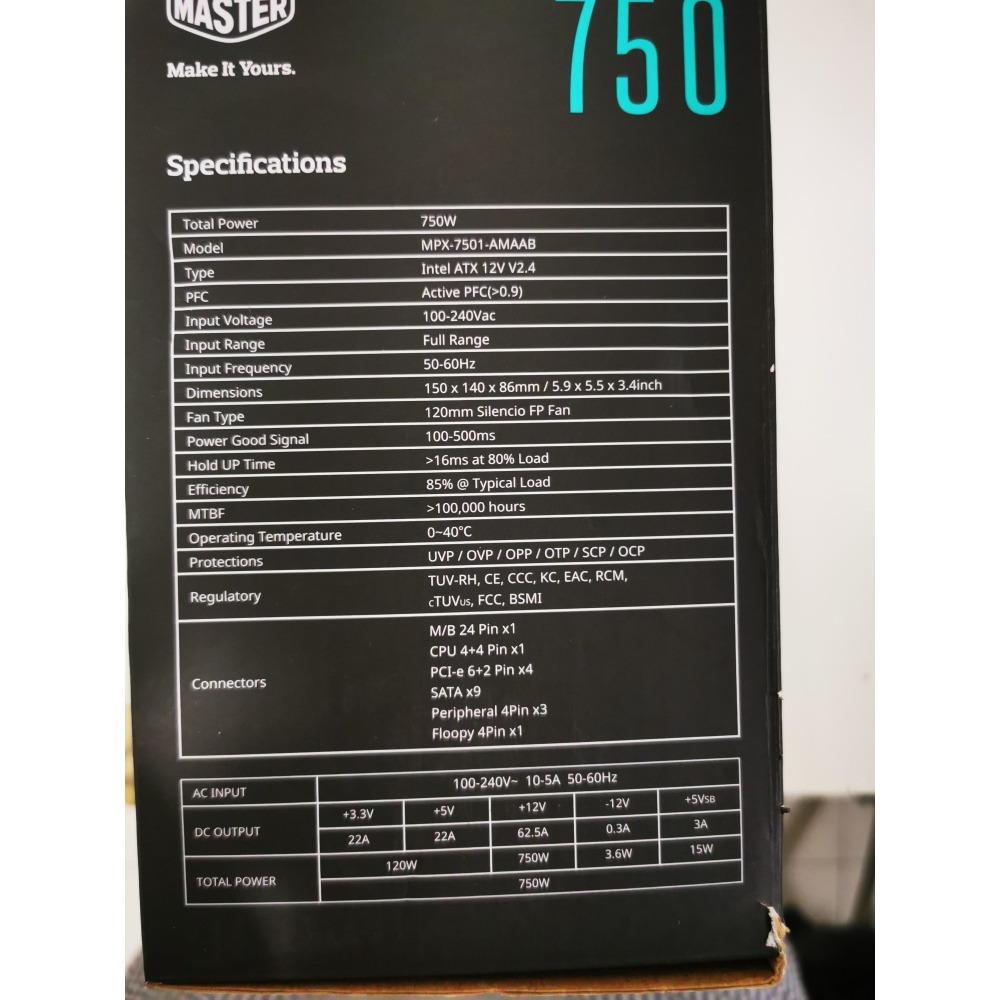 MASTER
Make It Yours.
750
Specifications
Total Power 750W
Model MPX-7501-AMAAB
Type Intel ATX 12V V2.4
PFC Active PFC(>0.9)
Input Voltage 100-240Vac
Input Range Full Range
Input Frequency 50-60Hz
Dimensions 150 x 140 x 86mm / 5.9 x 5.5 x 3.4inch
Fan Type 120mm Silencio FP Fan
Power Good Signal 100-500ms
Hold UP Time >16ms at 80% Load
Efficiency 85% @ Typical Load
MTBF >100,000 hours
Operating Temperature 0~40°C
Protections UVP / OVP / OPP / OTP / SCP / OCP
Regulatory TUV-RH, CE, CCC, KC, EAC, RCM,
cTUVus, FCC, BSMI
Connectors
M/B 24 Pin x1
CPU 4+4 Pin x1
PCI-e 6+2 Pin x4
SATA x9
Peripheral 4Pin x3
Floopy 4Pin x1
AC INPUT 100-240V~ 10-5A 50-60Hz
DC OUTPUT
+3.3V +5V +12V -12V +5VSB
22A 22A 62.5A 0.3A 3A
TOTAL POWER
120W 750W 3.6W 15W
750W